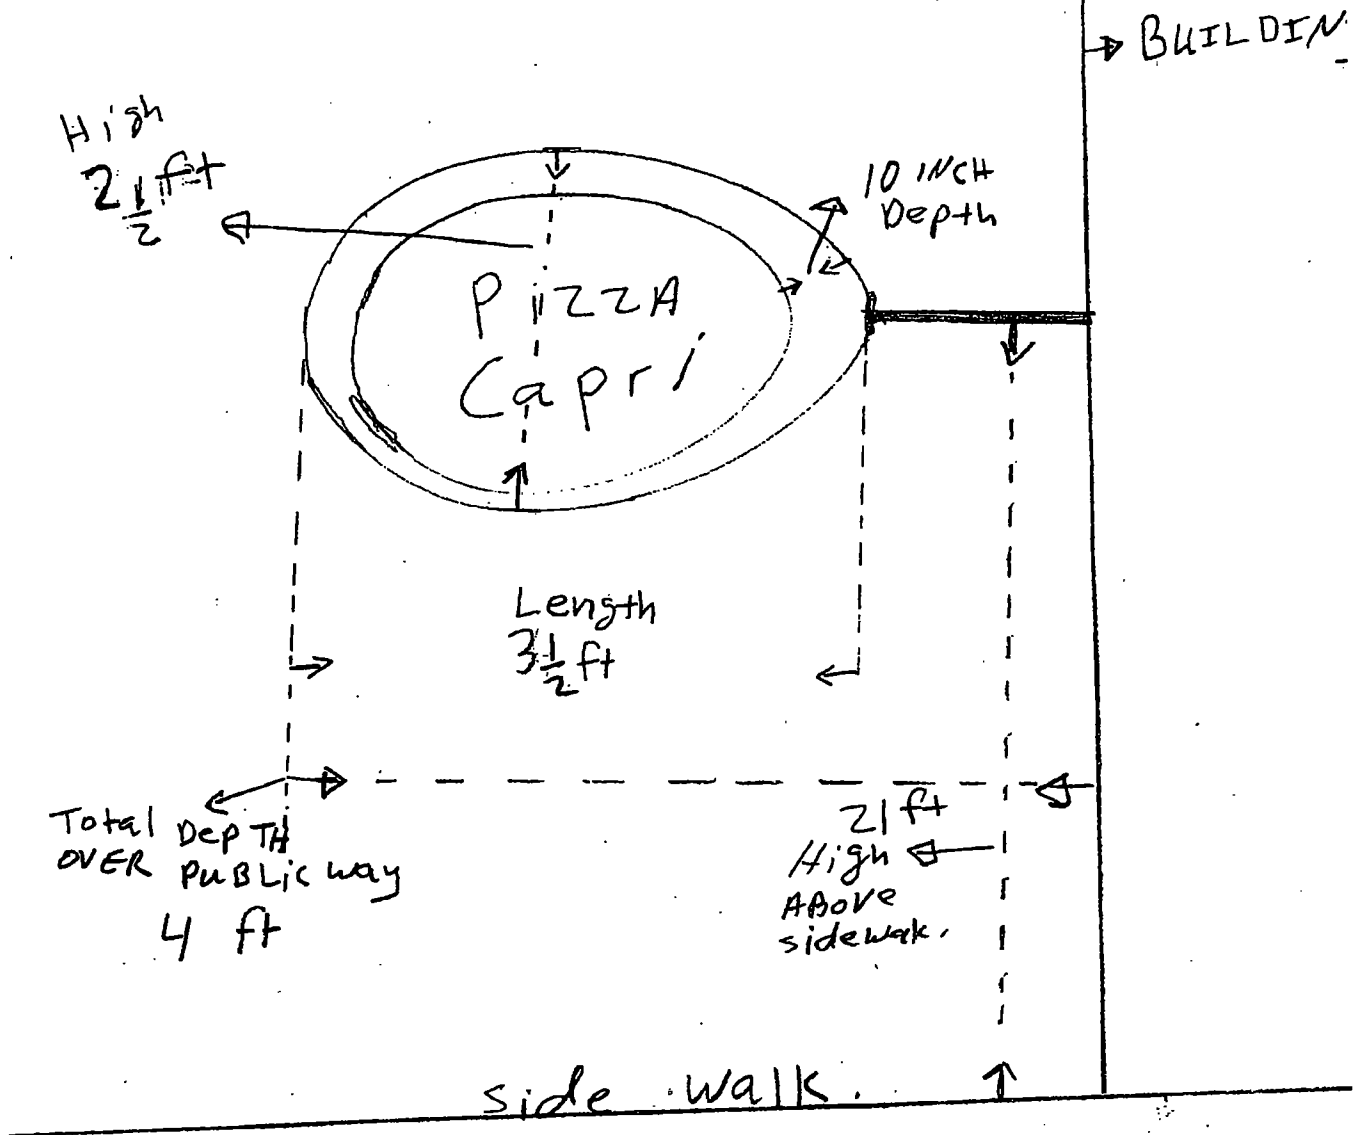 BUILDIN
High
2 1/2 ft
10 INCH
Depth
PizzA
Capri
Length
3 1/2 ft
Total DepTH
OVER PUBLIC way
4 ft
21 ft
High
ABOVe
sidewak.
side walk.